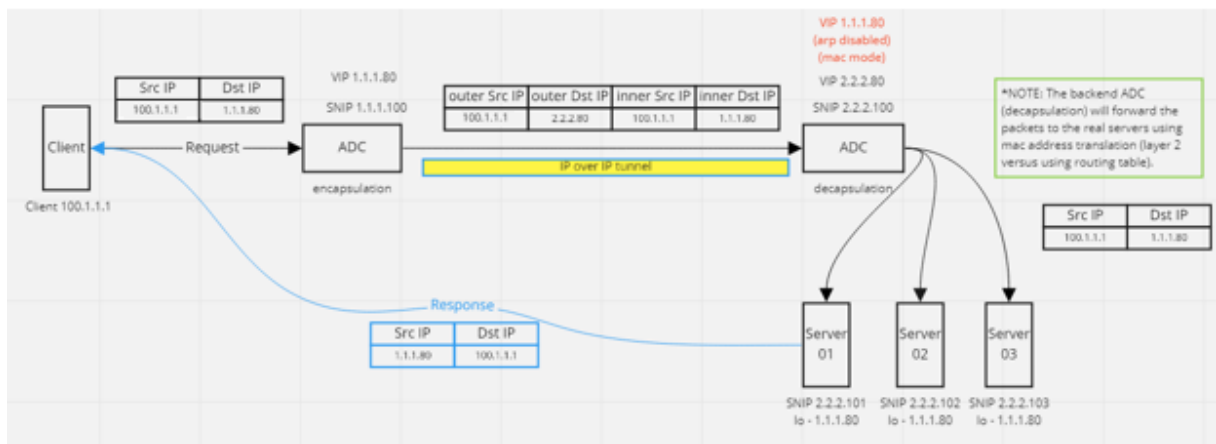 VIP 1.1.1.80
(arp disabled)
(mac mode)
VIP 1.1.1.80
VIP 2.2.2.80
Src IP Dst IP
100.1.1.1 1.1.1.80
SNIP 1.1.1.100
outer Src IP outer Dst IP inner Src IP inner Dst IP
100.1.1.1 2.2.2.80 100.1.1.1 1.1.1.80
SNIP 2.2.2.100
*NOTE: The backend ADC
(decapsulation) will forward the
packets to the real servers using
mac address translation (layer 2
versus using routing table).
Client
Request
ADC
ADC
IP over IP tunnel
encapsulation
decapsulation
Client 100.1.1.1
Src IP Dst IP
100.1.1.1 1.1.1.80
Response
Src IP Dst IP
1.1.1.80 100.1.1.1
Server
01
Server
02
Server
03
SNIP 2.2.2.101
lo - 1.1.1.80
SNIP 2.2.2.102
lo - 1.1.1.80
SNIP 2.2.2.103
lo - 1.1.1.80